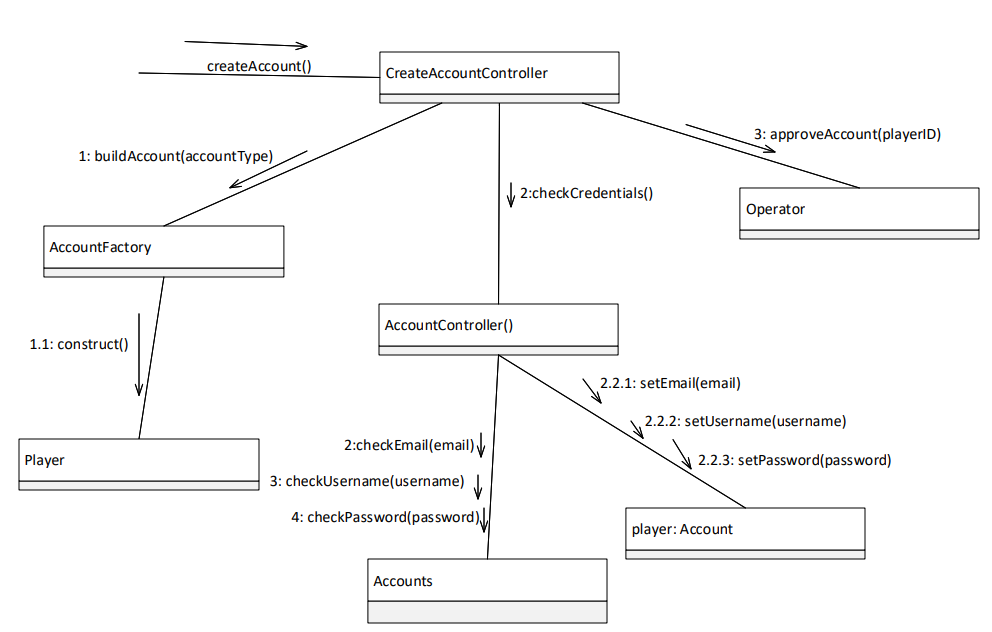 createAccount()
CreateAccountController
3: approveAccount(playerID)
1: buildAccount(accountType)
2:checkCredentials()
Operator
AccountFactory
AccountController()
1.1: construct()
2.2.1: setEmail(email)
2.2.2: setUsername(username)
2:checkEmail(email)
Player
2.2.3: setPassword(password)
3: checkUsername(username)
4: checkPassword(password)
player: Account
Accounts